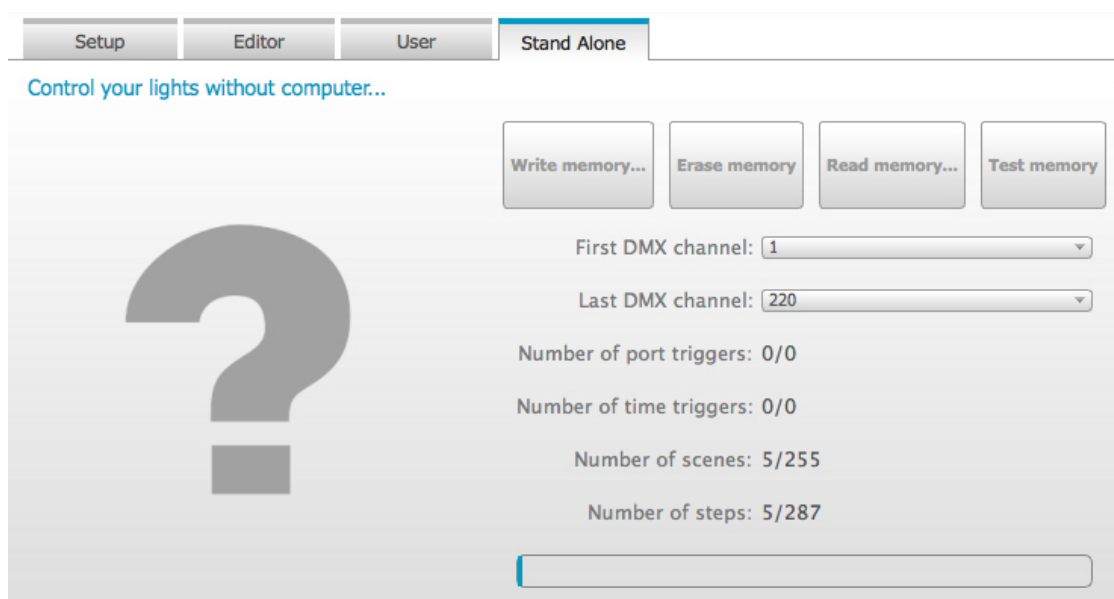 Setup Editor User Stand Alone
Control your lights without computer...
Write memory... Erase memory Read memory... Test memory
First DMX channel: 1
Last DMX channel: 220
Number of port triggers: 0/0
Number of time triggers: 0/0
Number of scenes: 5/255
Number of steps: 5/287